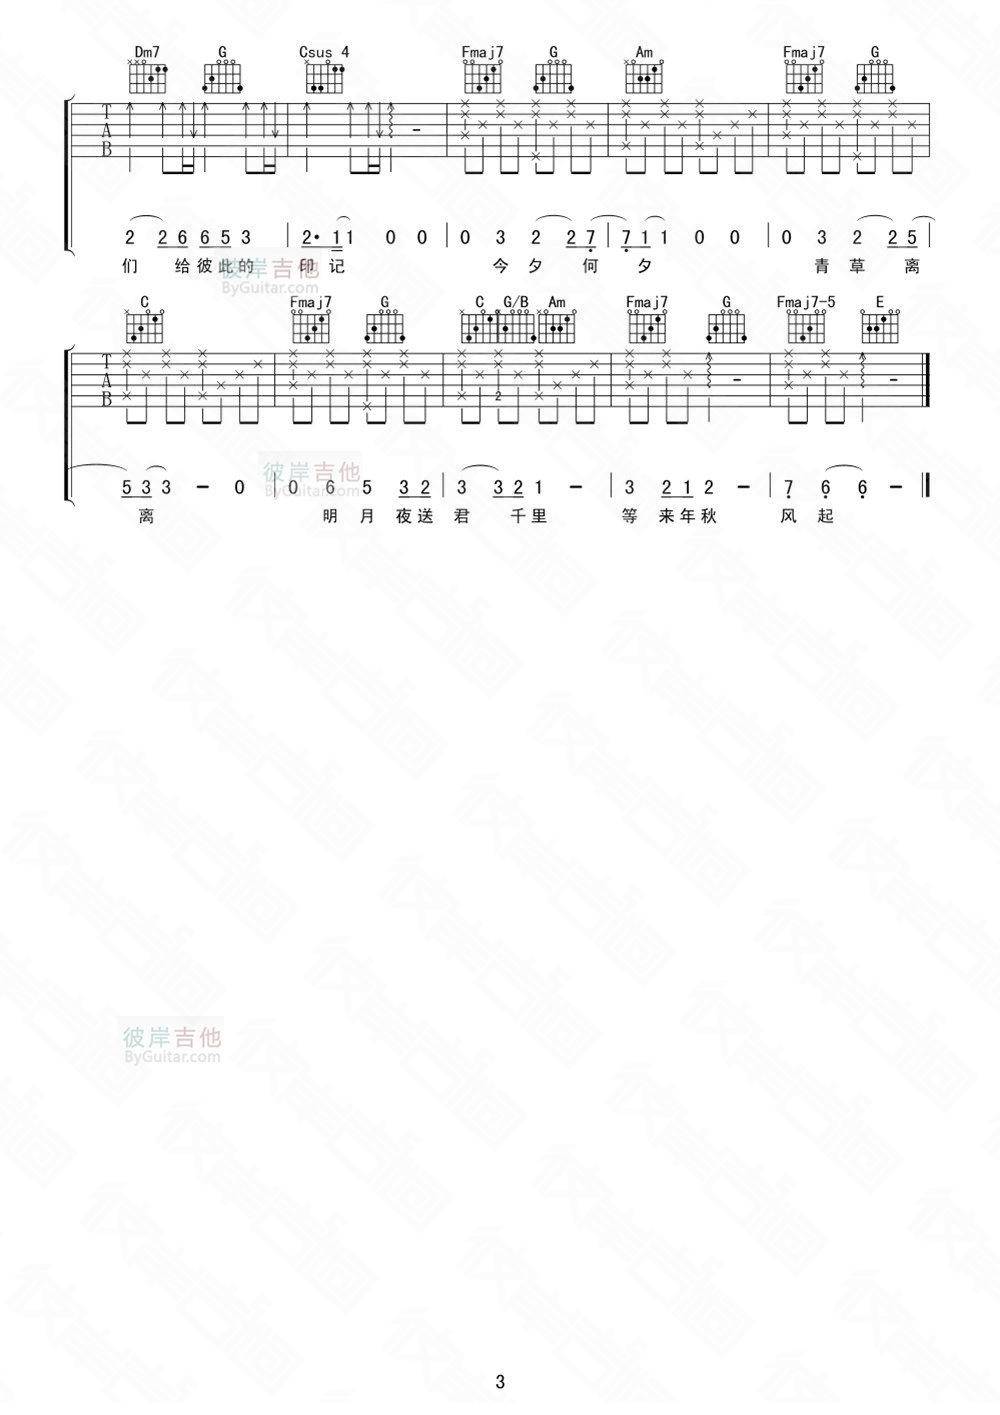 Dm7 G Csus 4 Fmaj7 G Am Fmaj7 G
T
A
B
2 2 6 6 5 3 2· 1 1 0 0 0 3 2 2 7 7 1 1 0 0 0 3 2 2 5
们 给 彼 此 的 印 记 今 夕 何 夕 青 草 离
彼岸吉他
ByGuitar.com
C Fmaj7 G C G/B Am Fmaj7 G Fmaj7-5 E
T
A
B
2
5 3 3 - 0 0 6 5 3 2 3 3 2 1 - 3 2 1 2 - 7 6 6 -
离 明 月 夜 送 君 千 里 等 来 年 秋 风 起
彼岸吉他
ByGuitar.com
彼岸吉他
ByGuitar.com
3